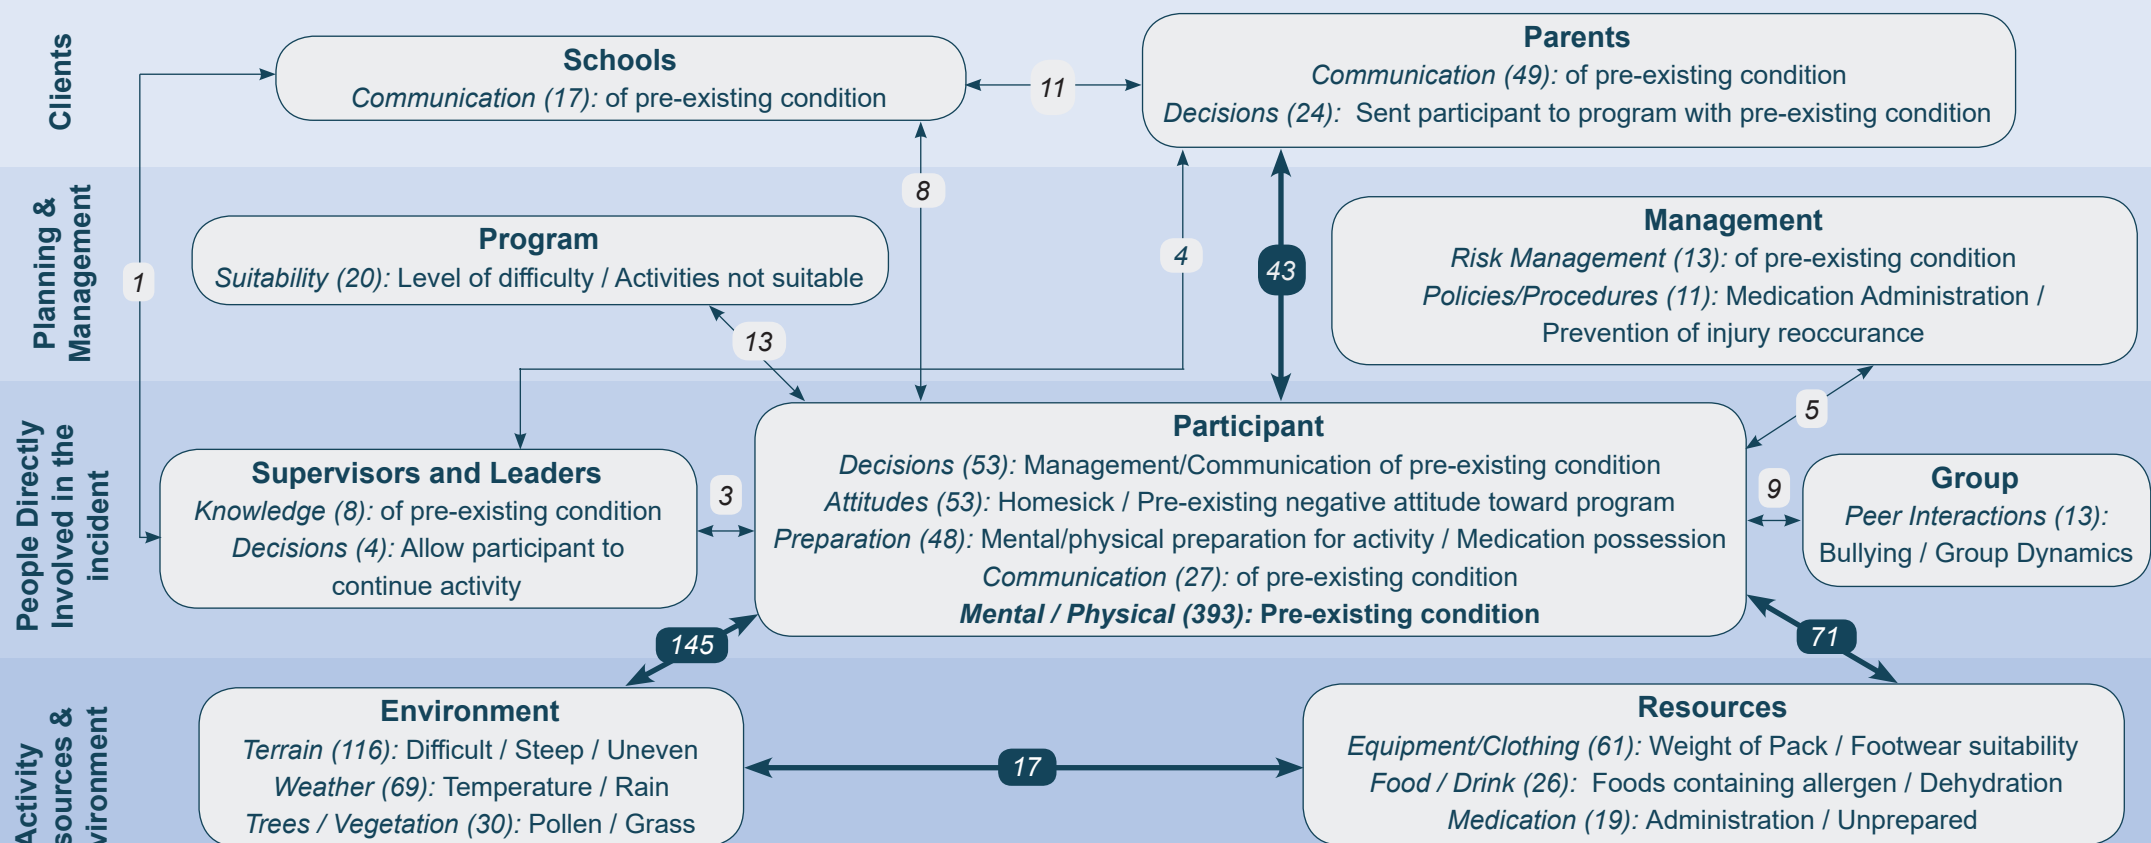 Clients
Schools
Communication (17): of pre-existing condition
11
Parents
Communication (49): of pre-existing condition
Decisions (24): Sent participant to program with pre-existing condition
Planning &
Management
1
8
4
43
Program
Suitability (20): Level of difficulty / Activities not suitable
13
Management
Risk Management (13): of pre-existing condition
Policies/Procedures (11): Medication Administration /
Prevention of injury reoccurance
5
People Directly
Involved in the
incident
Supervisors and Leaders
Knowledge (8): of pre-existing condition
Decisions (4): Allow participant to
continue activity
3
Participant
Decisions (53): Management/Communication of pre-existing condition
Attitudes (53): Homesick / Pre-existing negative attitude toward program
Preparation (48): Mental/physical preparation for activity / Medication possession
Communication (27): of pre-existing condition
Mental / Physical (393): Pre-existing condition
9
Group
Peer Interactions (13):
Bullying / Group Dynamics
145
71
Activity
sources &
vironment
Environment
Terrain (116): Difficult / Steep / Uneven
Weather (69): Temperature / Rain
Trees / Vegetation (30): Pollen / Grass
17
Resources
Equipment/Clothing (61): Weight of Pack / Footwear suitability
Food / Drink (26): Foods containing allergen / Dehydration
Medication (19): Administration / Unprepared